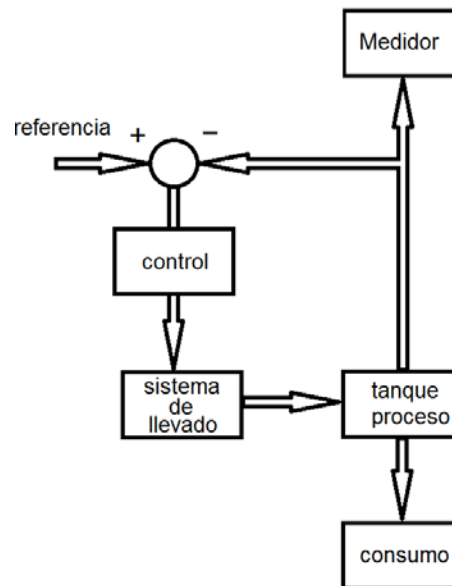 Medidor
referencia
+
−
control
sistema
de
llevado
tanque
proceso
consumo